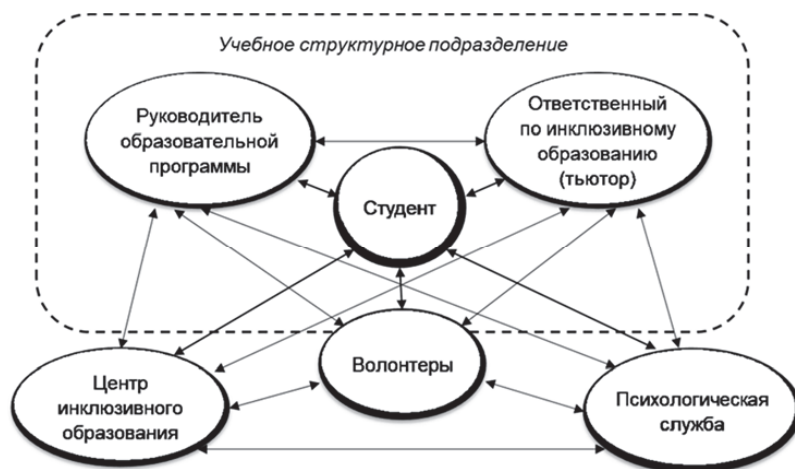 Учебное структурное подразделение
Руководитель
образовательной
программы
Ответственный
по инклюзивному
образованию
(тьютор)
Студент
Волонтеры
Центр
инклюзивного
образования
Психологическая
служба